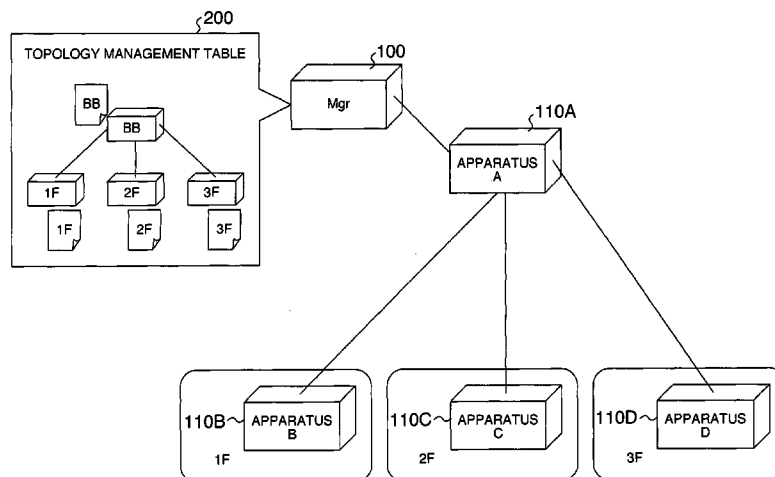 200
TOPOLOGY MANAGEMENT TABLE
BB
BB
1F
2F
3F
1F
2F
3F
100
Mgr
110A
APPARATUS
A
110B
APPARATUS
B
1F
110C
APPARATUS
C
2F
110D
APPARATUS
D
3F